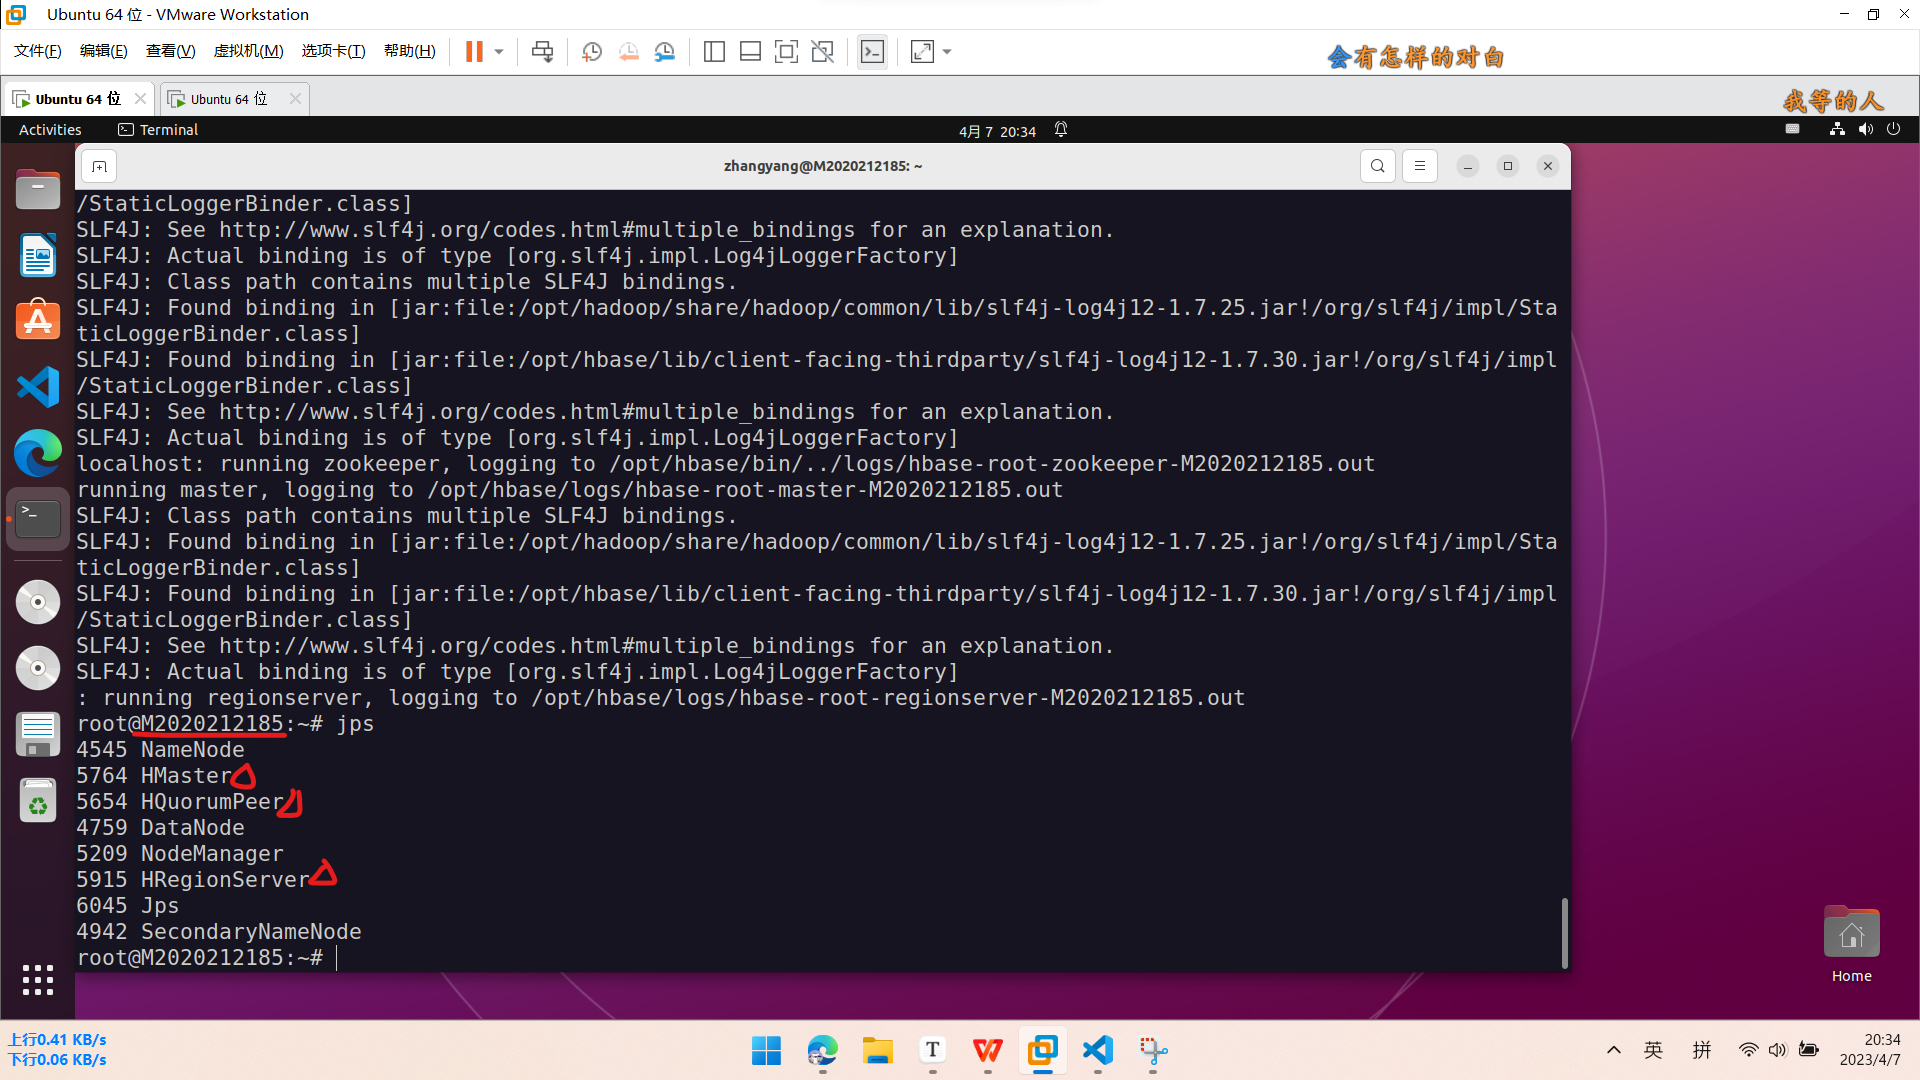 Ubuntu 64 位 - VMware Workstation
文件(F) 编辑(E) 查看(V) 虚拟机(M) 选项卡(T) 帮助(H)
会有怎样的对白
Ubuntu 64 位 Ubuntu 64 位
我等的人
Activities Terminal 4月 7 20:34
zhangyang@M2020212185: ~
/StaticLoggerBinder.class]
SLF4J: See http://www.slf4j.org/codes.html#multiple_bindings for an explanation.
SLF4J: Actual binding is of type [org.slf4j.impl.Log4jLoggerFactory]
SLF4J: Class path contains multiple SLF4J bindings.
SLF4J: Found binding in [jar:file:/opt/hadoop/share/hadoop/common/lib/slf4j-log4j12-1.7.25.jar!/org/slf4j/impl/Sta
ticLoggerBinder.class]
SLF4J: Found binding in [jar:file:/opt/hbase/lib/client-facing-thirdparty/slf4j-log4j12-1.7.30.jar!/org/slf4j/impl
/StaticLoggerBinder.class]
SLF4J: See http://www.slf4j.org/codes.html#multiple_bindings for an explanation.
SLF4J: Actual binding is of type [org.slf4j.impl.Log4jLoggerFactory]
localhost: running zookeeper, logging to /opt/hbase/bin/../logs/hbase-root-zookeeper-M2020212185.out
running master, logging to /opt/hbase/logs/hbase-root-master-M2020212185.out
SLF4J: Class path contains multiple SLF4J bindings.
SLF4J: Found binding in [jar:file:/opt/hadoop/share/hadoop/common/lib/slf4j-log4j12-1.7.25.jar!/org/slf4j/impl/Sta
ticLoggerBinder.class]
SLF4J: Found binding in [jar:file:/opt/hbase/lib/client-facing-thirdparty/slf4j-log4j12-1.7.30.jar!/org/slf4j/impl
/StaticLoggerBinder.class]
SLF4J: See http://www.slf4j.org/codes.html#multiple_bindings for an explanation.
SLF4J: Actual binding is of type [org.slf4j.impl.Log4jLoggerFactory]
: running regionserver, logging to /opt/hbase/logs/hbase-root-regionserver-M2020212185.out
root@M2020212185:~# jps
4545 NameNode
5764 HMaster
5654 HQuorumPeer
4759 DataNode
5209 NodeManager
5915 HRegionServer
6045 Jps
4942 SecondaryNameNode
root@M2020212185:~#
Home
上行0.41 KB/s
下行0.06 KB/s
英 拼
20:34
2023/4/7